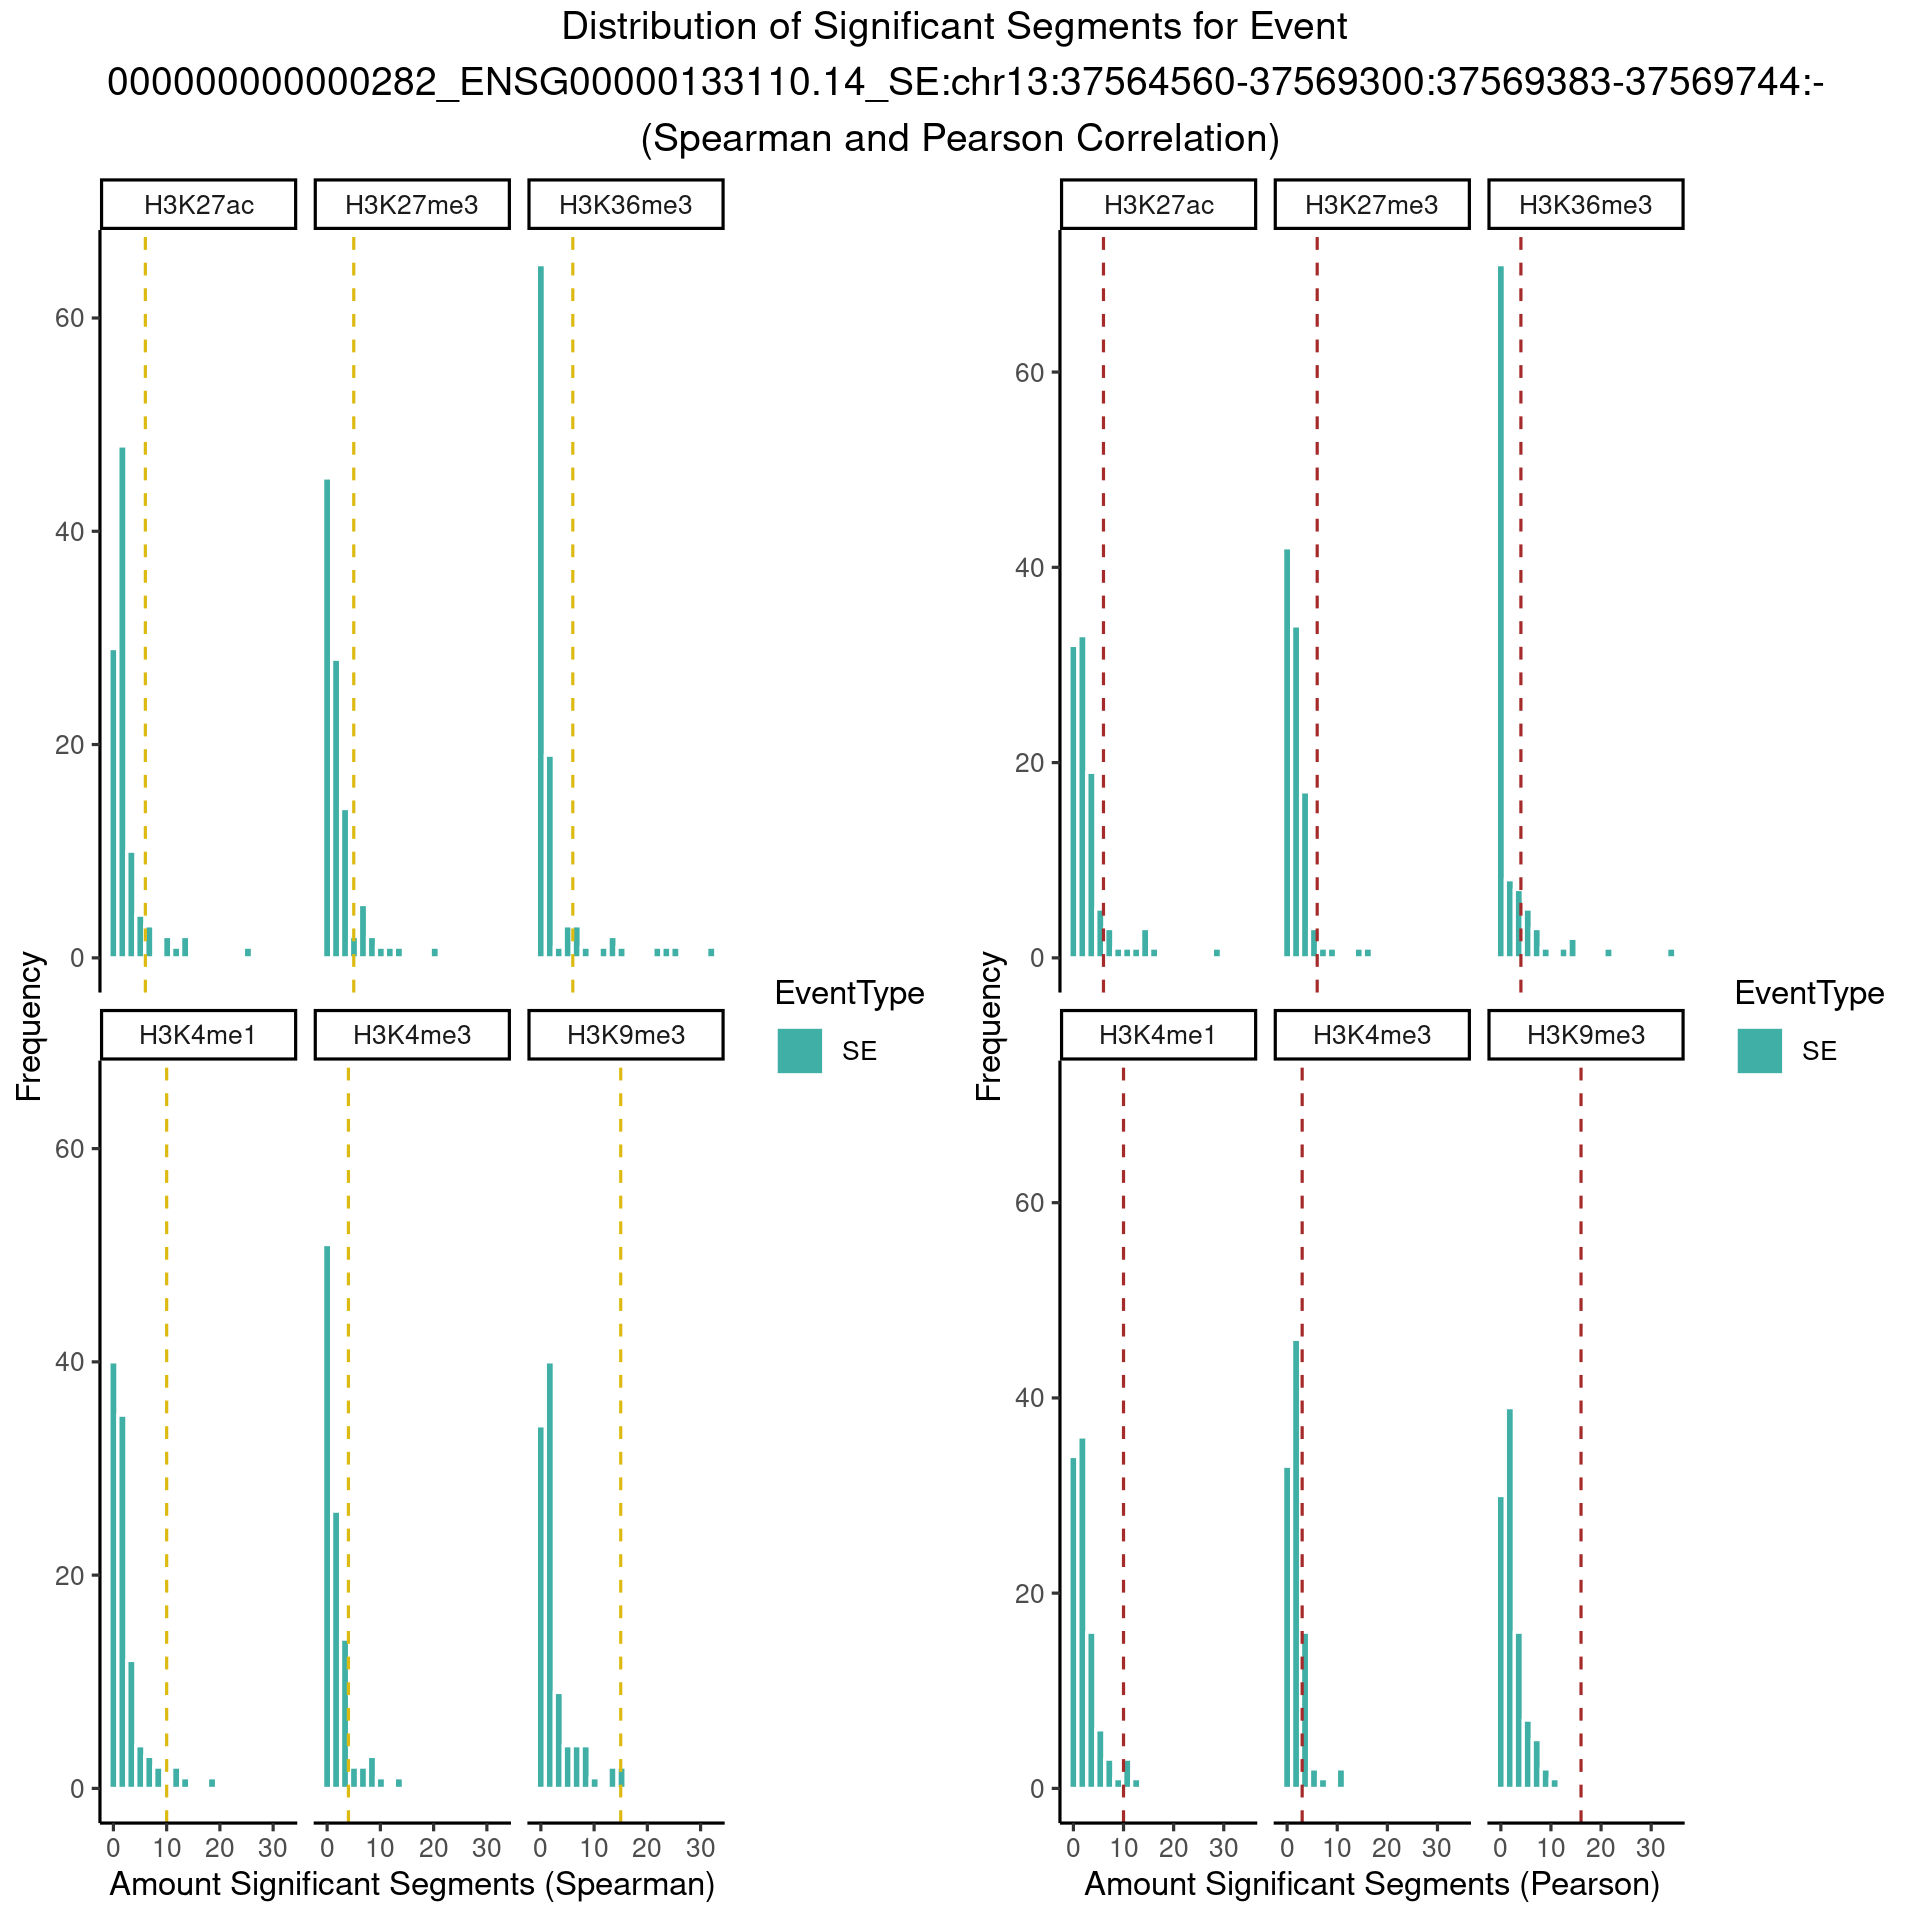 Distribution of Significant Segments for Event
000000000000282_ENSG00000133110.14_SE:chr13:37564560-37569300:37569383-37569744:-
(Spearman and Pearson Correlation)
H3K27ac
H3K27me3
H3K36me3
60
40
20
0
H3K4me1
H3K4me3
H3K9me3
60
40
20
0
0 10 20 30
0 10 20 30
0 10 20 30
Frequency
Amount Significant Segments (Spearman)
EventType
SE
H3K27ac
H3K27me3
H3K36me3
60
40
20
0
H3K4me1
H3K4me3
H3K9me3
60
40
20
0
0 10 20 30
0 10 20 30
0 10 20 30
Frequency
Amount Significant Segments (Pearson)
EventType
SE